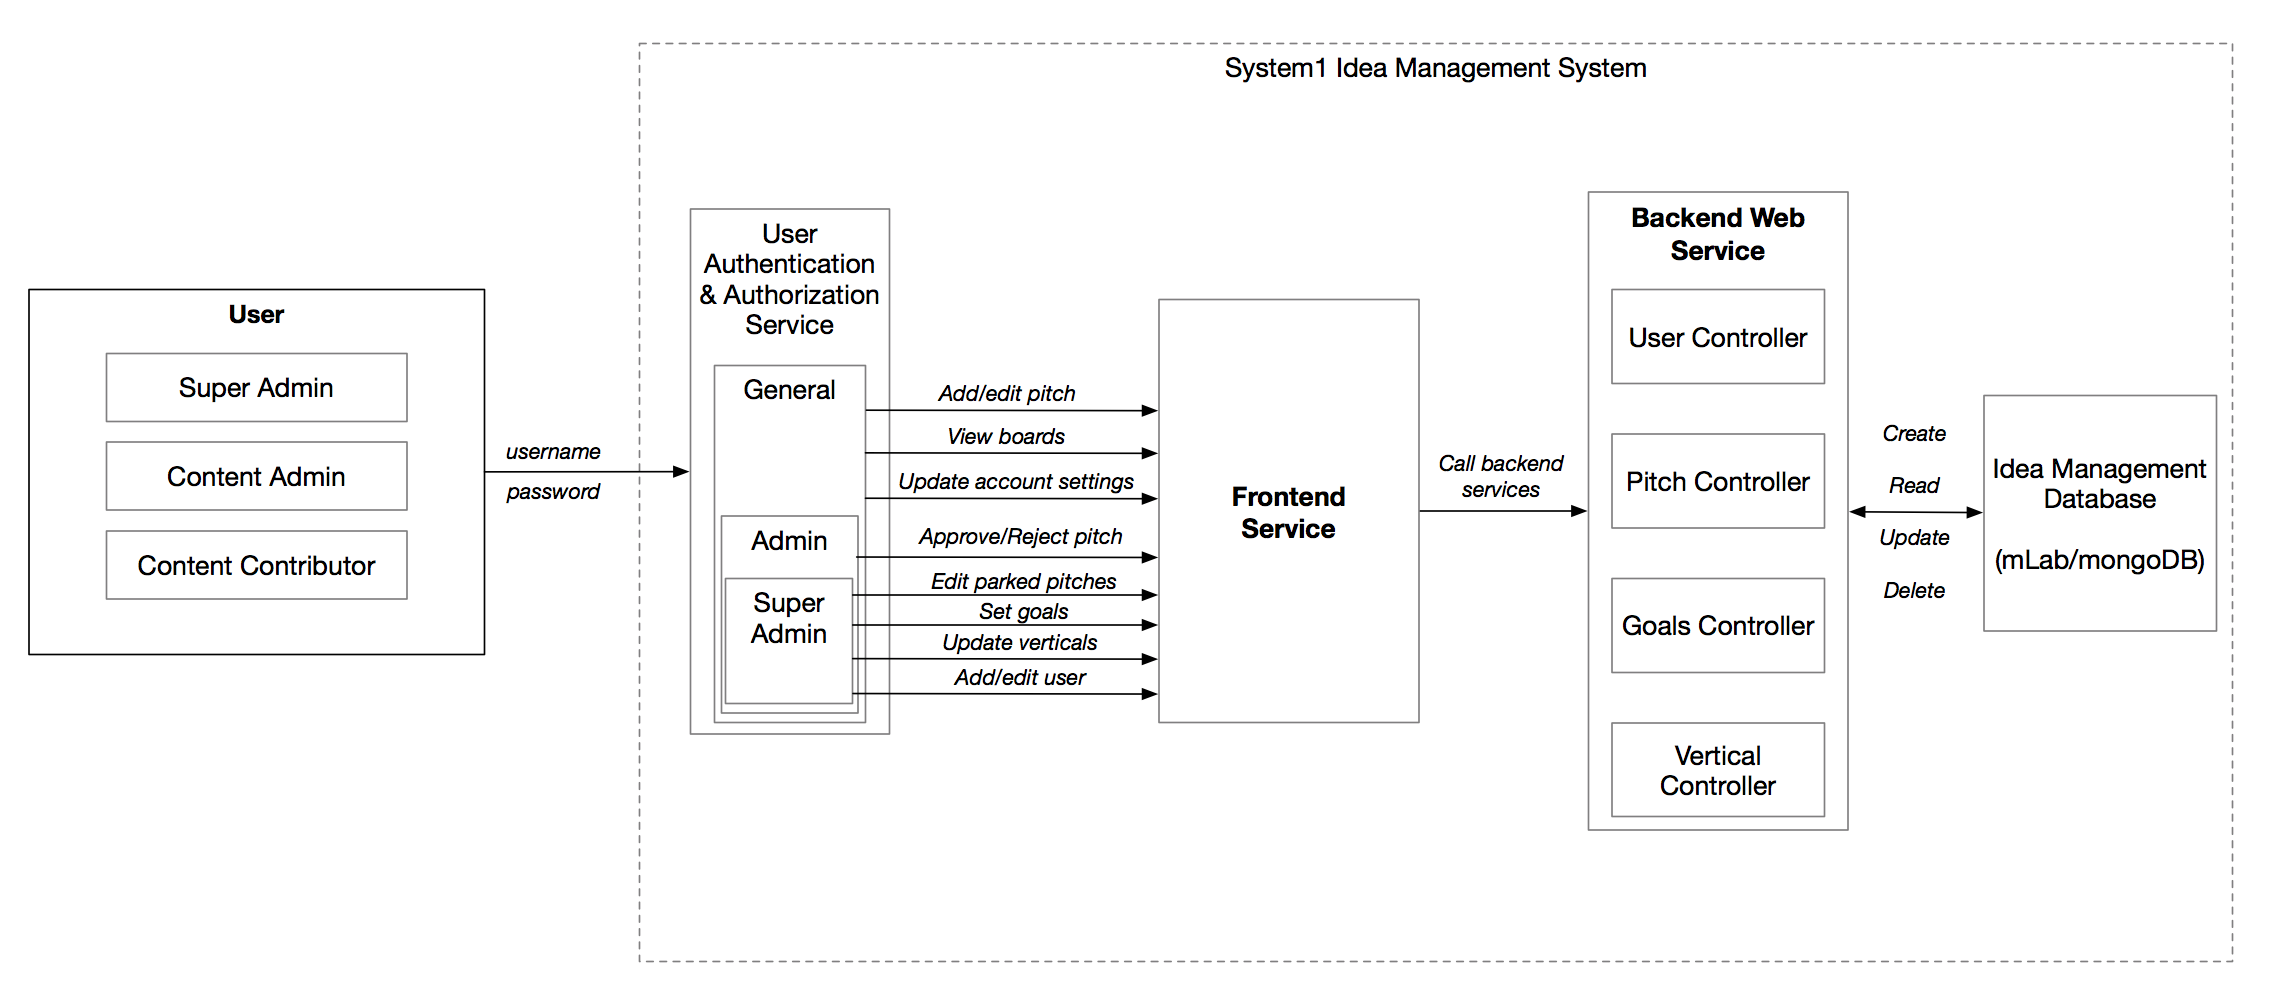 System1 Idea Management System
User
Super Admin
Content Admin
Content Contributor
username
password
User
Authentication
& Authorization
Service
General
Admin
Super
Admin
Add/edit pitch
View boards
Update account settings
Approve/Reject pitch
Edit parked pitches
Set goals
Update verticals
Add/edit user
Frontend
Service
Call backend
services
Backend Web
Service
User Controller
Pitch Controller
Goals Controller
Vertical
Controller
Create
Read
Update
Delete
Idea Management
Database
(mLab/mongoDB)